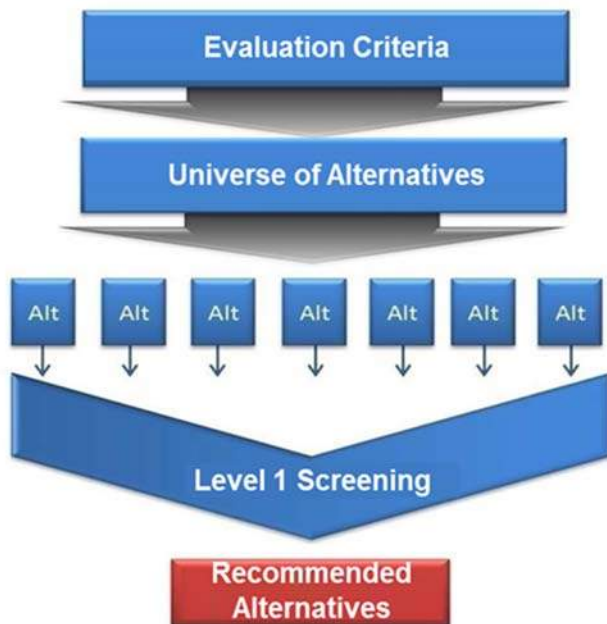 Evaluation Criteria
Universe of Alternatives
Alt Alt Alt Alt Alt Alt Alt
Level 1 Screening
Recommended
Alternatives